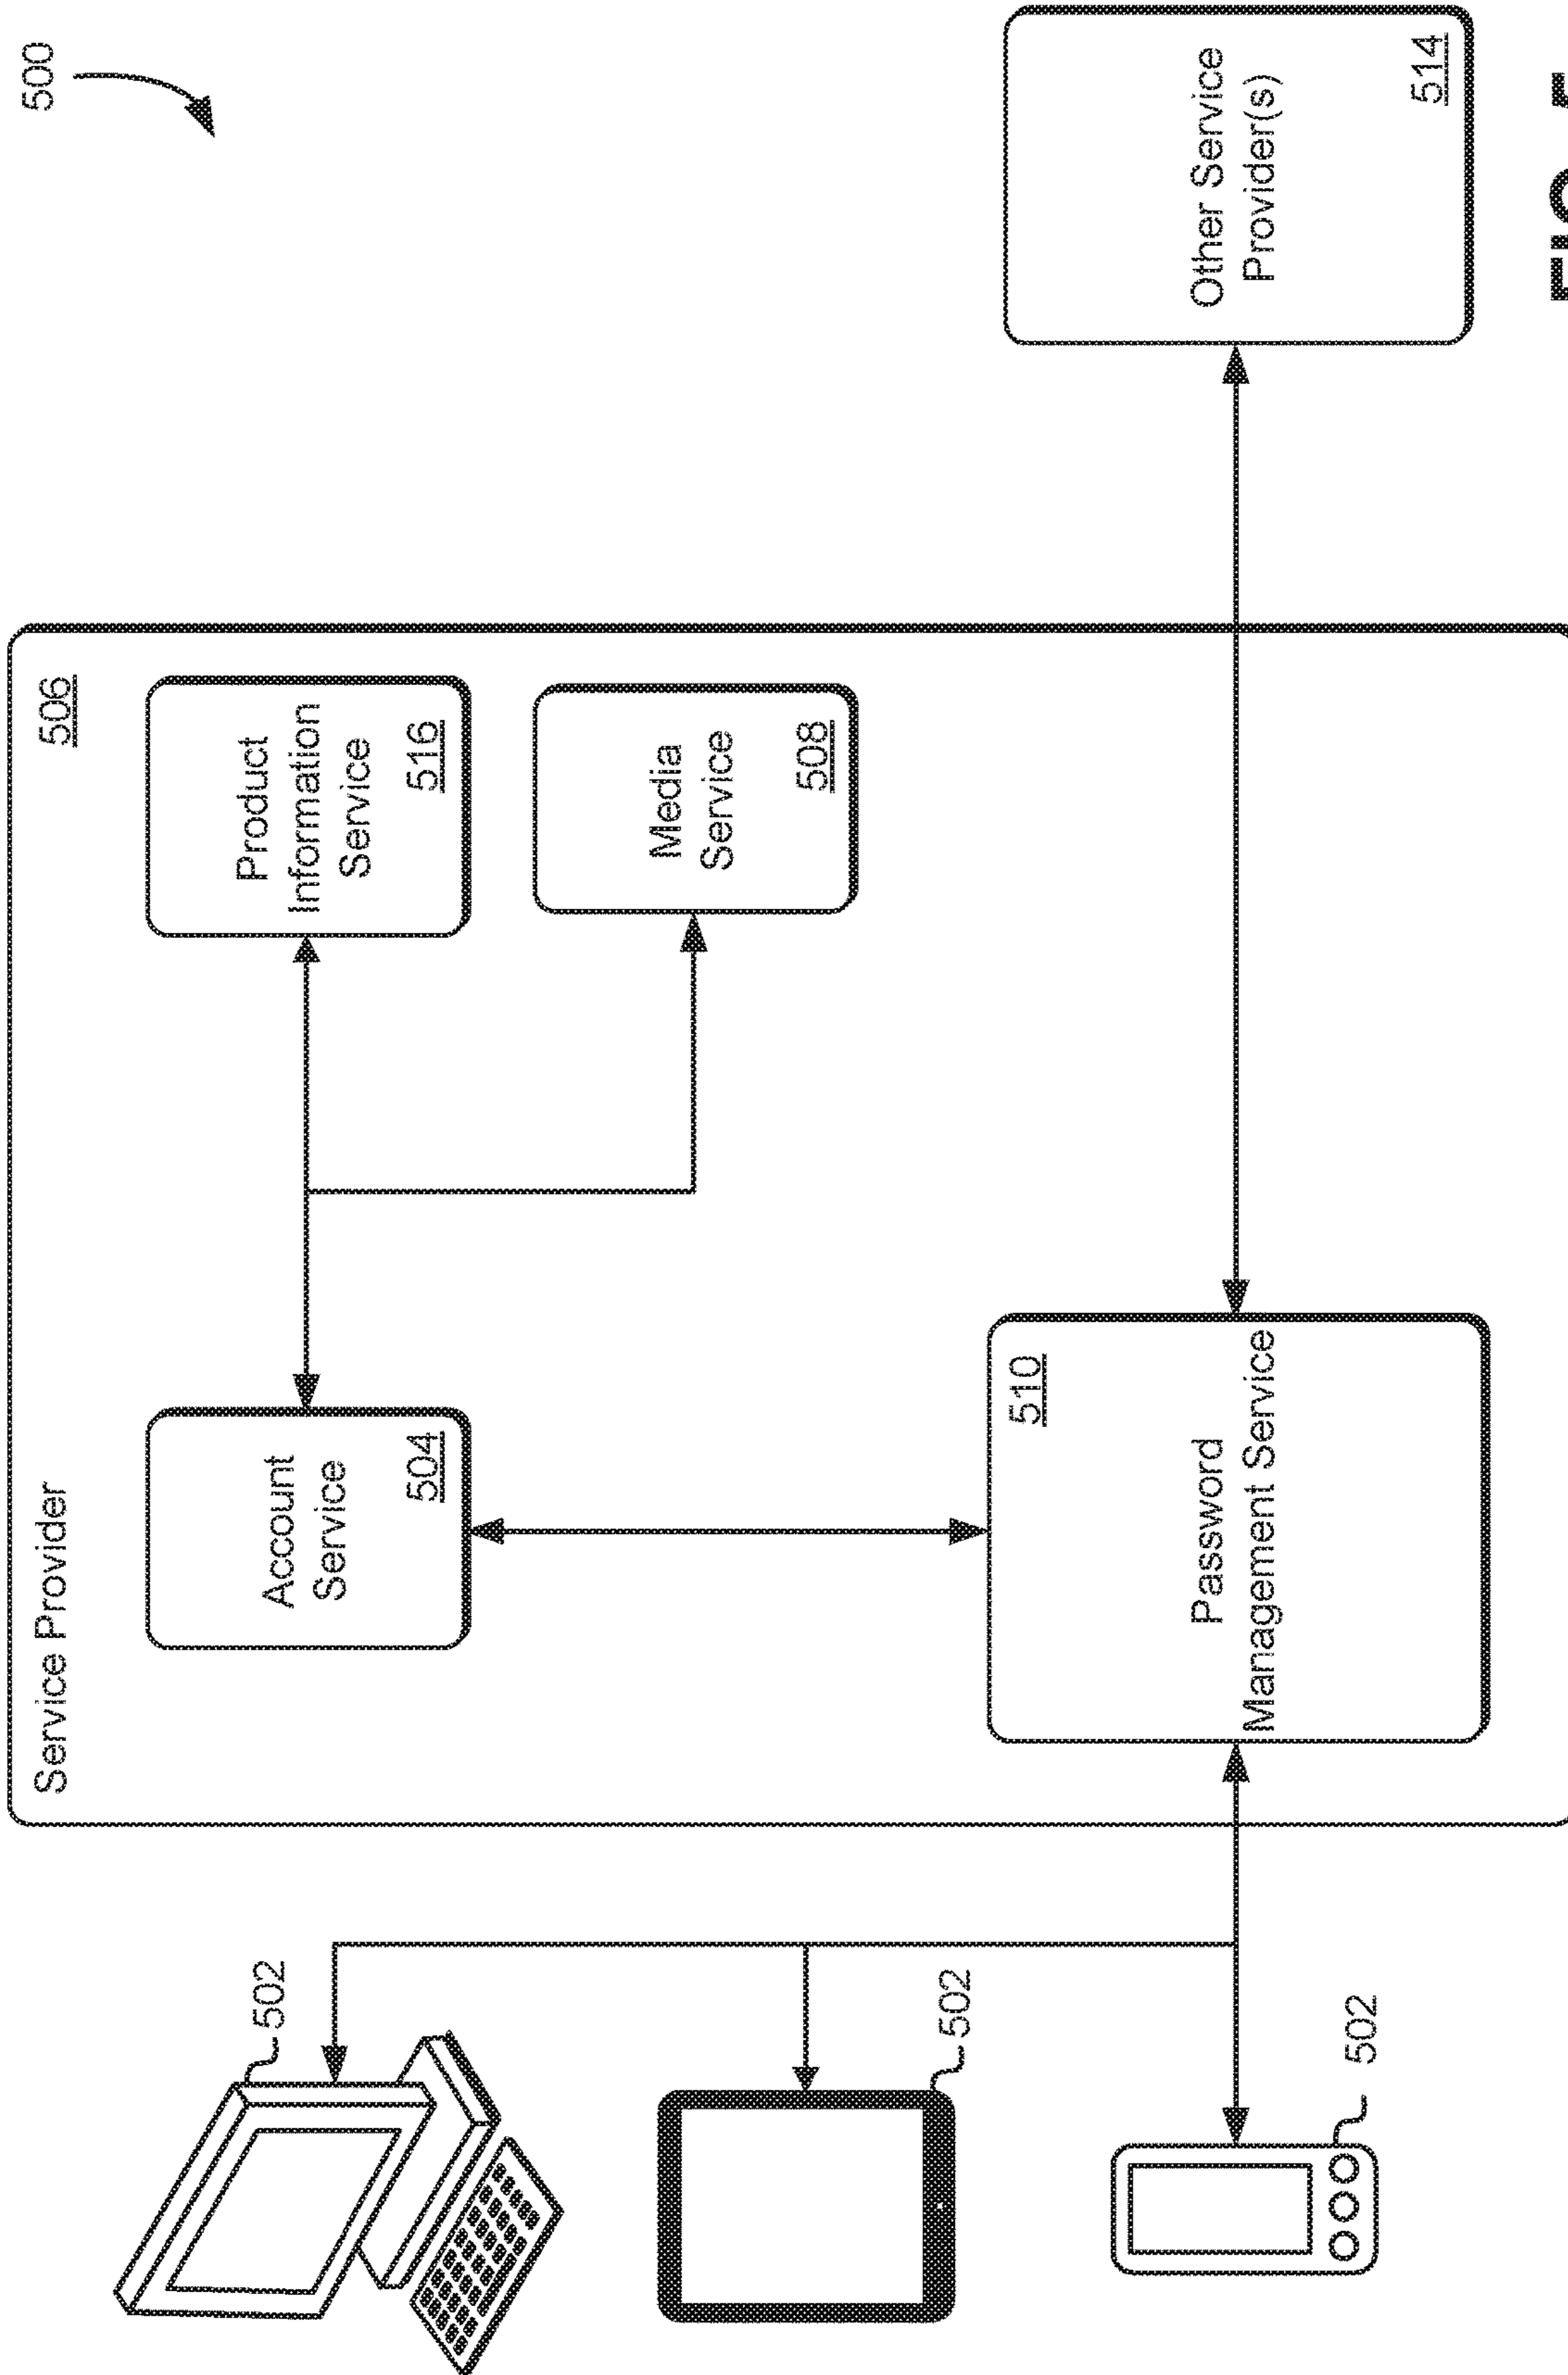 500
Service Provider
506
Account
Service
504
Product
Information
Service
516
Media
Service
508
Password
Management Service
510
Other Service
Provider(s)
514
502
502
502